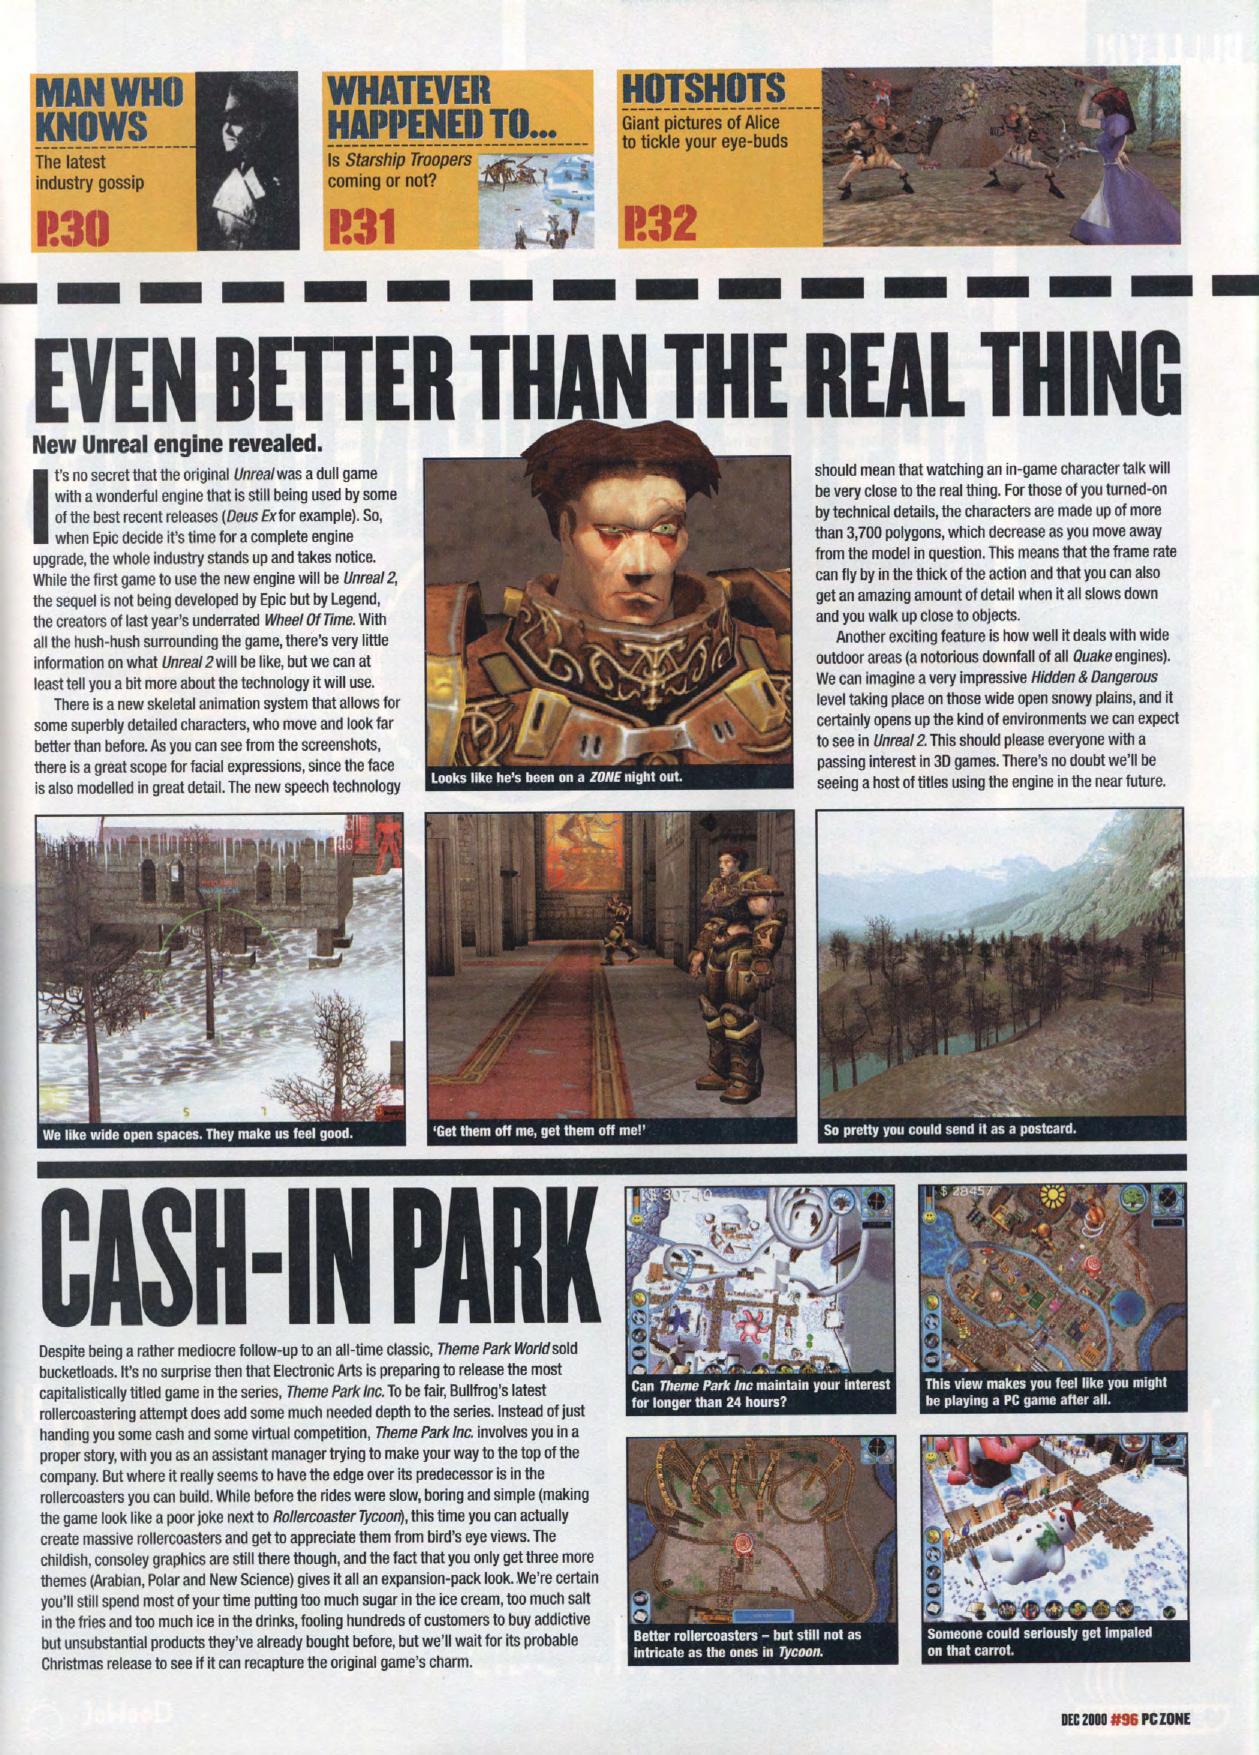 MAN WHO
KNOWS
The latest
industry gossip
P.30
WHATEVER
HAPPENED TO...
Is Starship Troopers
coming or not?
P.31
HOTSHOTS
Giant pictures of Alice
to tickle your eye-buds
P.32
EVEN BETTER THAN THE REAL THING
New Unreal engine revealed.
It's no secret that the original Unreal was a dull game
with a wonderful engine that is still being used by some
of the best recent releases (Deus Ex for example). So,
when Epic decide it's time for a complete engine
upgrade, the whole industry stands up and takes notice.
While the first game to use the new engine will be Unreal 2,
the sequel is not being developed by Epic but by Legend,
the creators of last year's underrated Wheel Of Time. With
all the hush-hush surrounding the game, there's very little
information on what Unreal 2 will be like, but we can at
least tell you a bit more about the technology it will use.
There is a new skeletal animation system that allows for
some superbly detailed characters, who move and look far
better than before. As you can see from the screenshots,
there is a great scope for facial expressions, since the face
is also modelled in great detail. The new speech technology
Looks like he's been on a ZONE night out.
should mean that watching an in-game character talk will
be very close to the real thing. For those of you turned-on
by technical details, the characters are made up of more
than 3,700 polygons, which decrease as you move away
from the model in question. This means that the frame rate
can fly by in the thick of the action and that you can also
get an amazing amount of detail when it all slows down
and you walk up close to objects.
Another exciting feature is how well it deals with wide
outdoor areas (a notorious downfall of all Quake engines).
We can imagine a very impressive Hidden & Dangerous
level taking place on those wide open snowy plains, and it
certainly opens up the kind of environments we can expect
to see in Unreal 2. This should please everyone with a
passing interest in 3D games. There's no doubt we'll be
seeing a host of titles using the engine in the near future.
5 7
We like wide open spaces. They make us feel good.
'Get them off me, get them off me!'
So pretty you could send it as a postcard.
CASH-IN PARK
Despite being a rather mediocre follow-up to an all-time classic, Theme Park World sold
bucketloads. It's no surprise then that Electronic Arts is preparing to release the most
capitalistically titled game in the series, Theme Park Inc. To be fair, Bullfrog's latest
rollercoastering attempt does add some much needed depth to the series. Instead of just
handing you some cash and some virtual competition, Theme Park Inc. involves you in a
proper story, with you as an assistant manager trying to make your way to the top of the
company. But where it really seems to have the edge over its predecessor is in the
rollercoasters you can build. While before the rides were slow, boring and simple (making
the game look like a poor joke next to Rollercoaster Tycoon), this time you can actually
create massive rollercoasters and get to appreciate them from bird's eye views. The
childish, consoley graphics are still there though, and the fact that you only get three more
themes (Arabian, Polar and New Science) gives it all an expansion-pack look. We're certain
you'll still spend most of your time putting too much sugar in the ice cream, too much salt
in the fries and too much ice in the drinks, fooling hundreds of customers to buy addictive
but unsubstantial products they've already bought before, but we'll wait for its probable
Christmas release to see if it can recapture the original game's charm.
$ 30740
Can Theme Park Inc maintain your interest
for longer than 24 hours?
$ 28457
This view makes you feel like you might
be playing a PC game after all.
Better rollercoasters – but still not as
intricate as the ones in Tycoon.
Someone could seriously get impaled
on that carrot.
DEC 2000 #96 PC ZONE